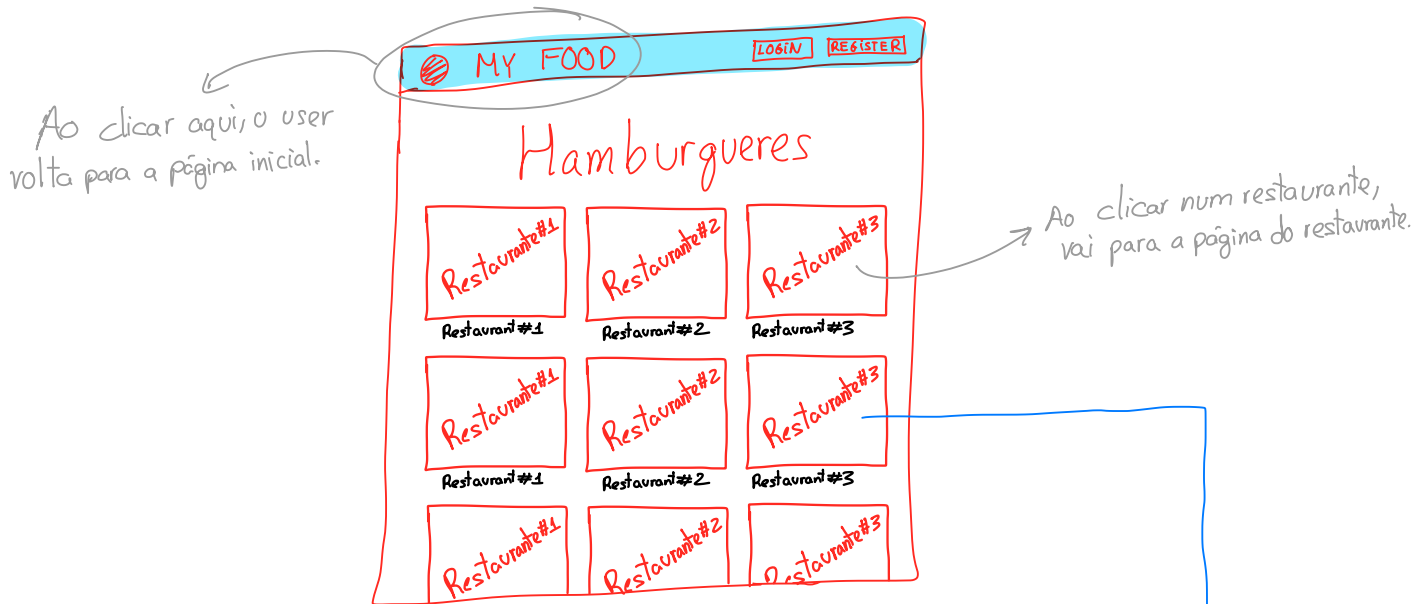 MY FOOD
LOGIN
REGISTER
Ao clicar aqui, o user
volta para a página inicial.
Hamburgueres
Ao clicar num restaurante,
vai para a página do restaurante.
Restaurante#1
Restaurante#2
Restaurante#3
Restaurant#1
Restaurant#2
Restaurant#3
Restaurante#1
Restaurante#2
Restaurante#3
Restaurant#1
Restaurant#2
Restaurant#3
Restaurante#1
Restaurante#2
Restaurante#3